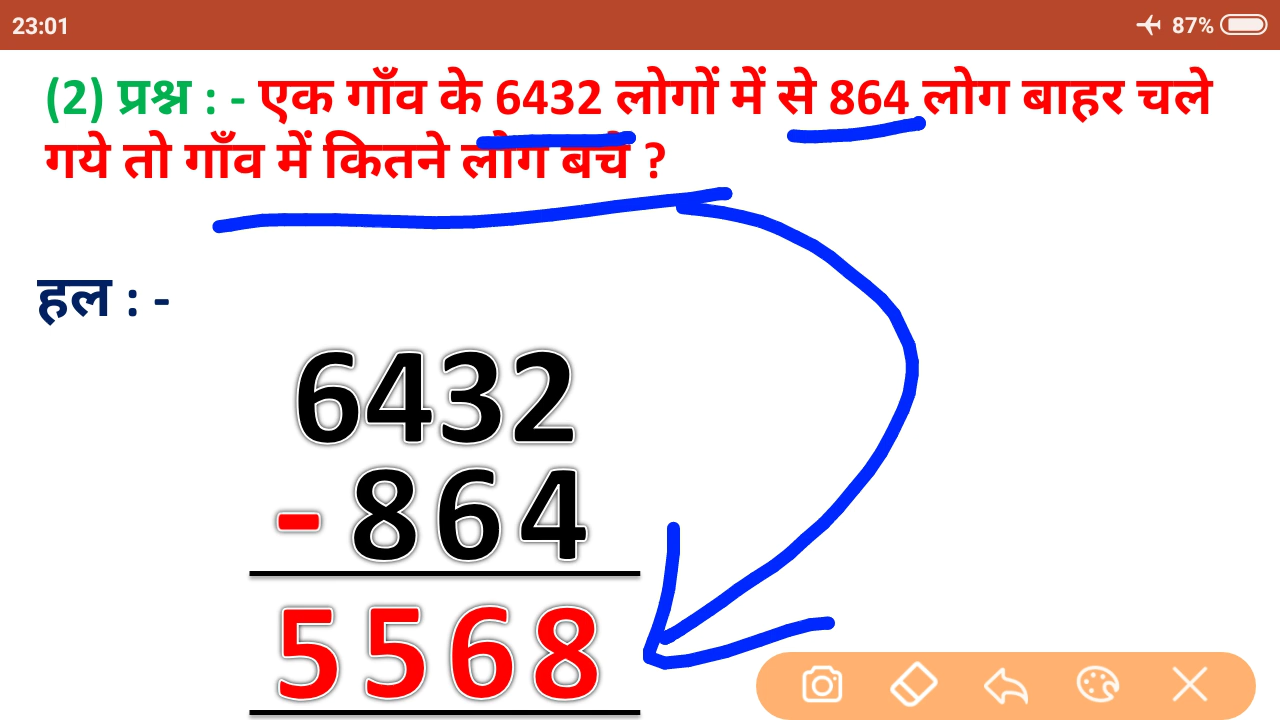 23:01
87%
(2) प्रश्न : - एक गाँव के 6432 लोगों में से 864 लोग बाहर चले
गये तो गाँव में कितने लोग बचे ?
हल : -
6432
- 864
5568